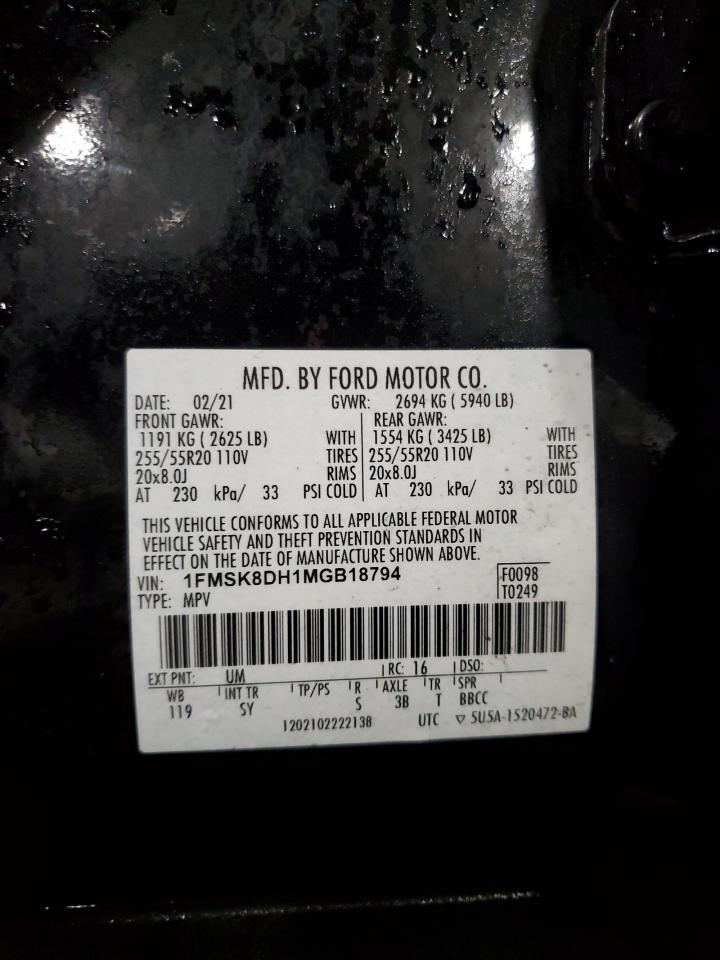 MFD. BY FORD MOTOR CO.
DATE: 02/21 GVWR: 2694 KG ( 5940 LB)
FRONT GAWR: REAR GAWR:
1191 KG ( 2625 LB) WITH 1554 KG ( 3425 LB) WITH
255/55R20 110V TIRES 255/55R20 110V TIRES
20x8.0J RIMS 20x8.0J RIMS
AT 230 kPa/ 33 PSI COLD AT 230 kPa/ 33 PSI COLD
THIS VEHICLE CONFORMS TO ALL APPLICABLE FEDERAL MOTOR
VEHICLE SAFETY AND THEFT PREVENTION STANDARDS IN
EFFECT ON THE DATE OF MANUFACTURE SHOWN ABOVE.
VIN: 1FMSK8DH1MGB18794 F0098
TYPE: MPV T0249
EXT PNT: UM RC: 16 DSO:
WB INT TR TP/PS R AXLE TR SPR
119 SY S 3B T BBCC
1202102222138 UTC ▽ 5U5A-1520472-BA